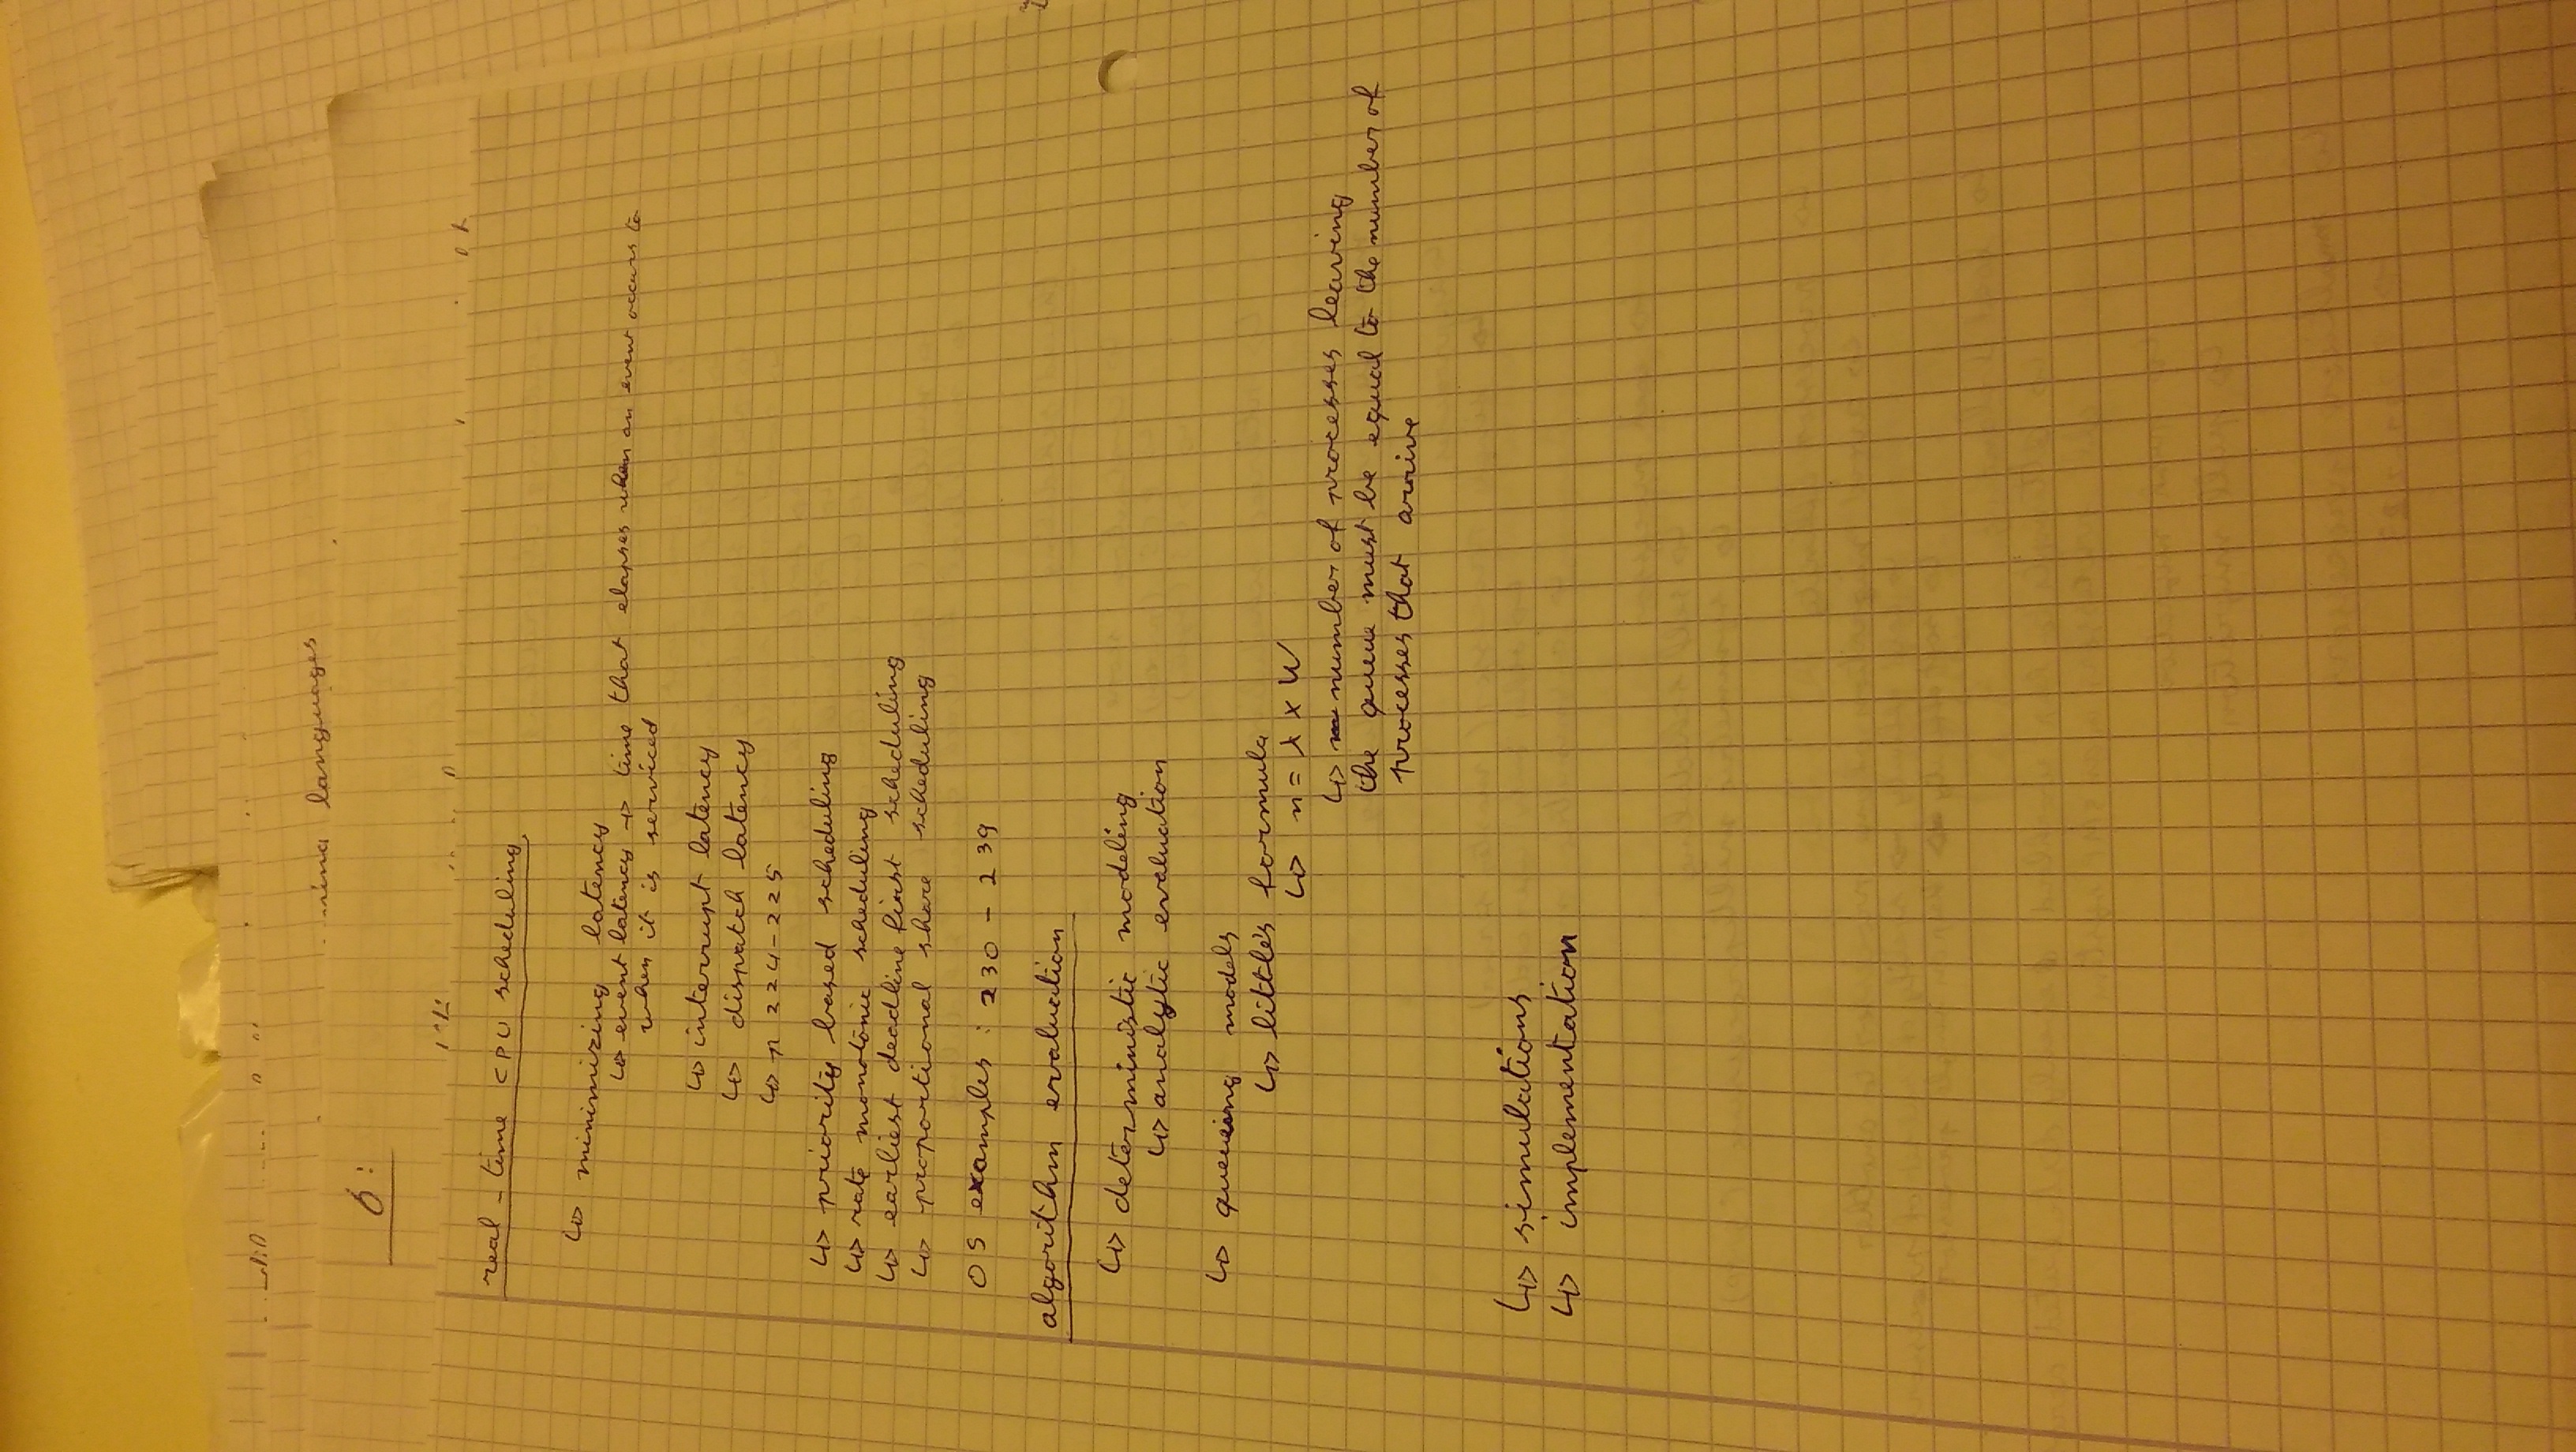 languages
6:
real-time CPU scheduling
↳ minimizing latency
↳ event latency → time that elapses when an event occurs to
when it is serviced
↳ interrupt latency
↳ dispatch latency
↳ p 224-225
↳ priority based scheduling
↳ rate monotonic scheduling
↳ earliest deadline first scheduling
↳ proportional share scheduling
OS examples : 230 - 239
algorithm evaluation
↳ deterministic modeling
↳ analytic evaluation
↳ queueing models
↳ little's formula
↳ n = λ x W
↳ number of processes leaving
the queue must be equal to the number of
processes that arrive
↳ simulations
↳ implementation